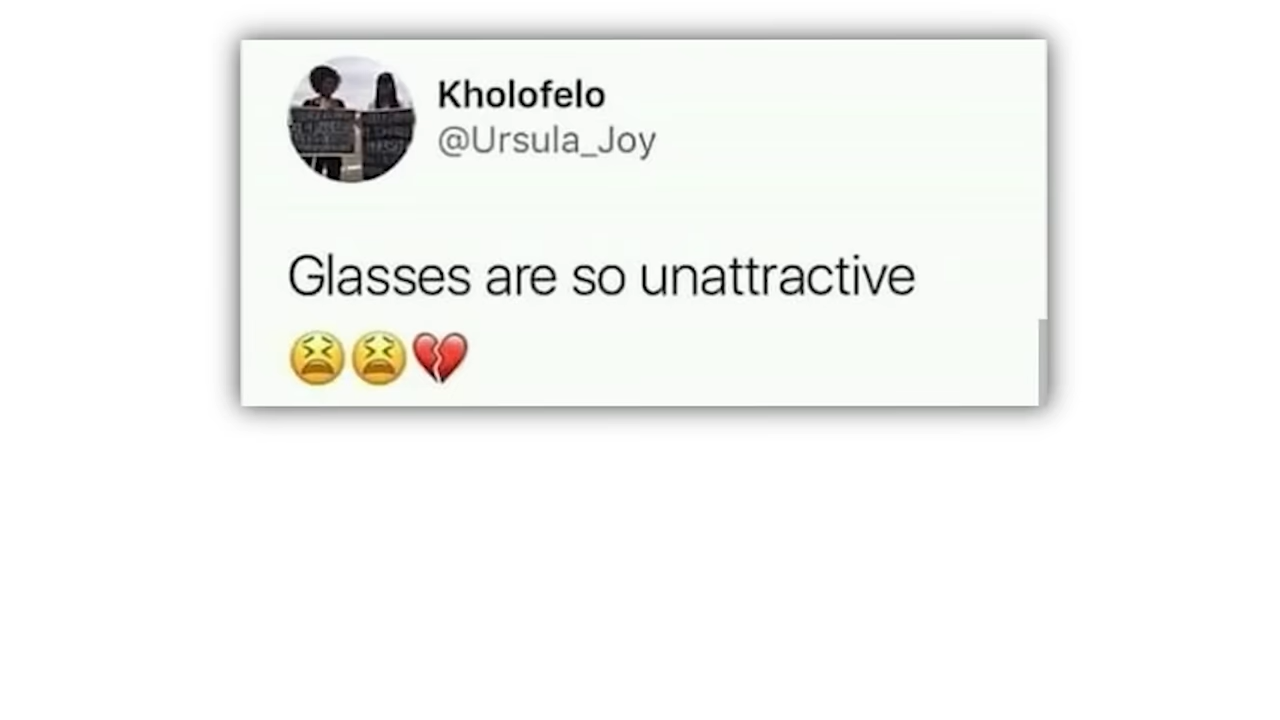 Kholofelo
@Ursula_Joy
Glasses are so unattractive
😫😫💔